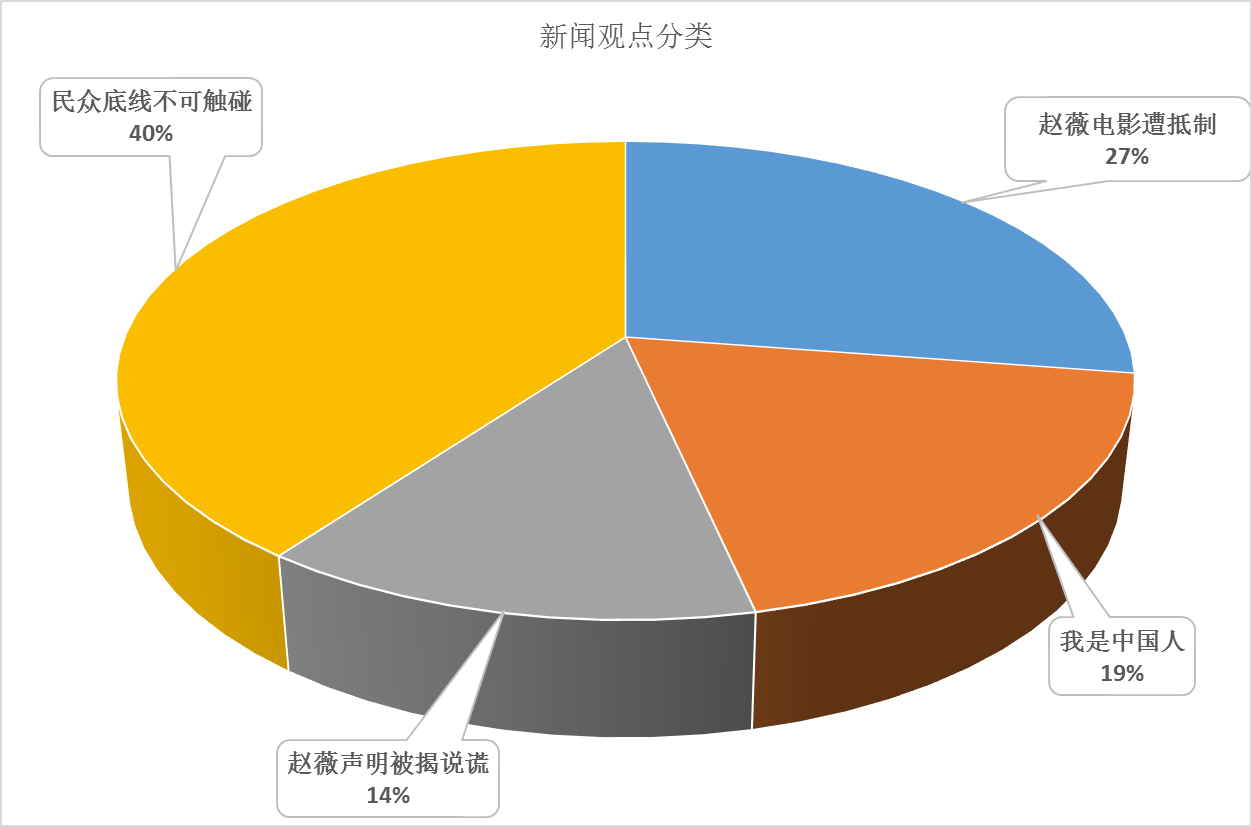 新闻观点分类
民众底线不可触碰
40%
赵薇电影遭抵制
27%
我是中国人
19%
赵薇声明被揭说谎
14%